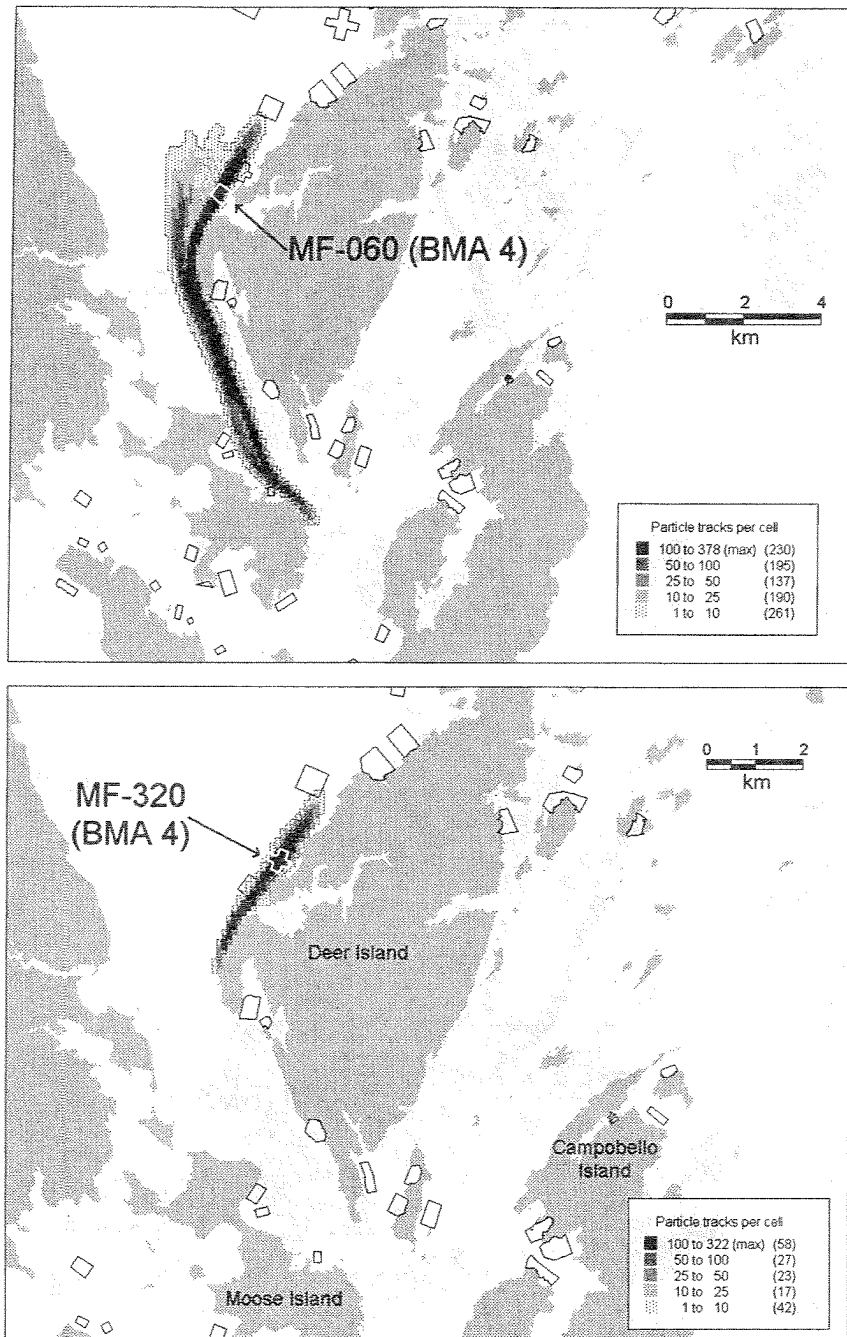 MF-060 (BMA 4)
0 2 4
km
Particle tracks per cell
100 to 378 (max) (230)
50 to 100 (195)
25 to 50 (137)
10 to 25 (190)
1 to 10 (261)
MF-320
(BMA 4)
0 1 2
km
Deer Island
Campobello
Island
Moose Island
Particle tracks per cell
100 to 322 (max) (58)
50 to 100 (27)
25 to 50 (23)
10 to 25 (17)
1 to 10 (42)